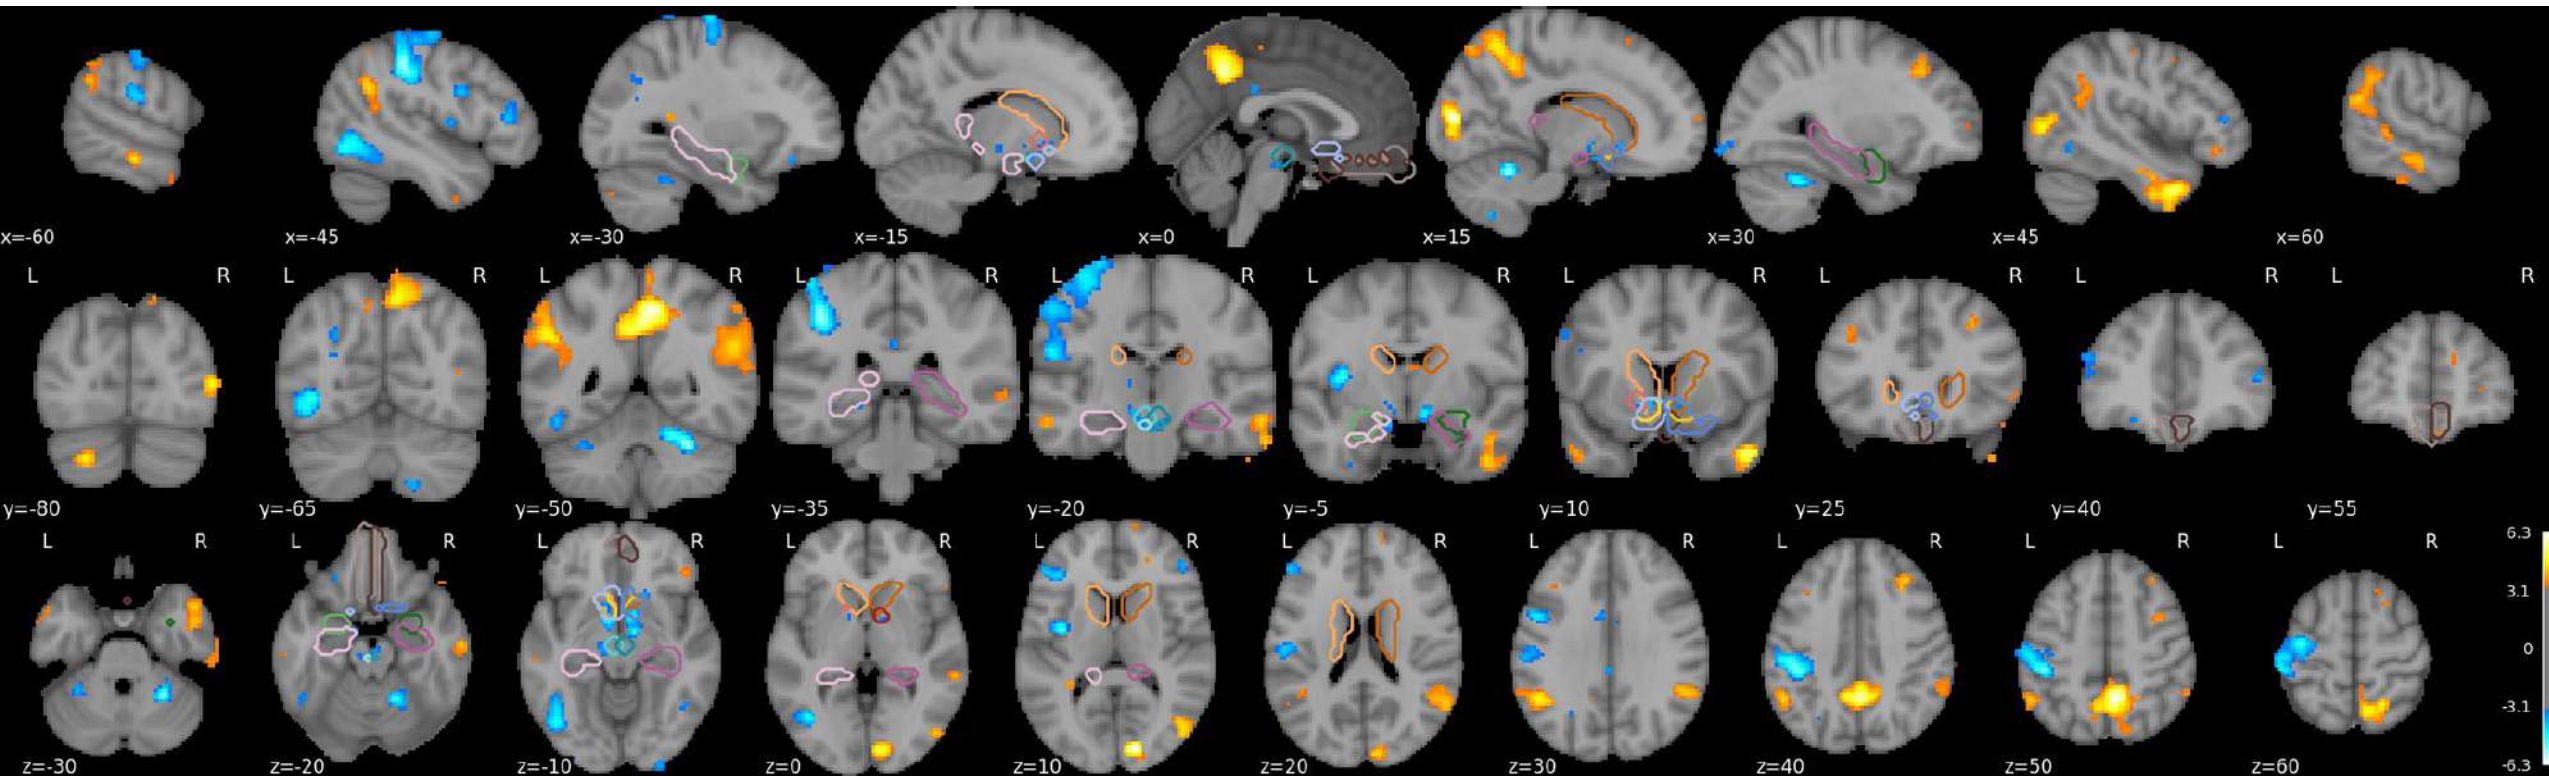 x=-60 x=-45 x=-30 x=-15 x=0 x=15 x=30 x=45 x=60
L R L R L R L R L R L R L R L R L R L R
y=-80 y=-65 y=-50 y=-35 y=-20 y=-5 y=10 y=25 y=40 y=55
L R L R L R L R L R L R L R L R L R L R
6.3
3.1
0
-3.1
-6.3
z=-30 z=-20 z=-10 z=0 z=10 z=20 z=30 z=40 z=50 z=60